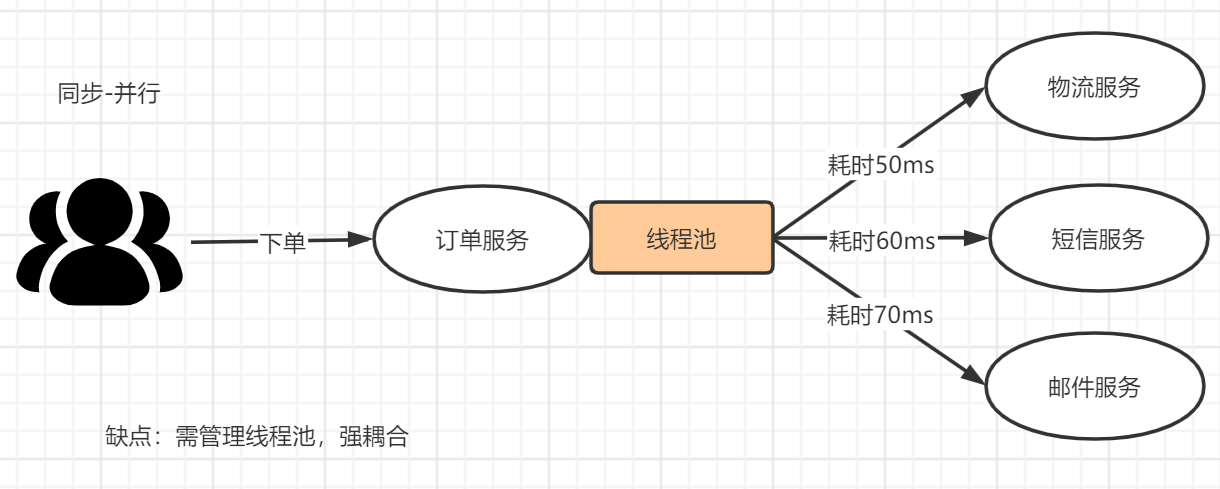 同步-并行
下单
订单服务
线程池
耗时50ms
耗时60ms
耗时70ms
物流服务
短信服务
邮件服务
缺点：需管理线程池，强耦合